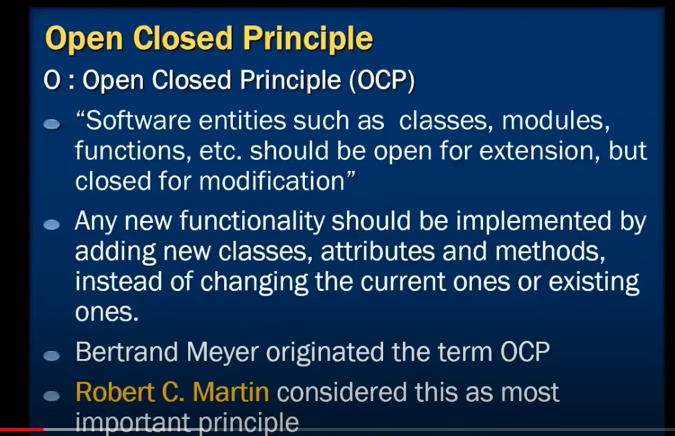 Open Closed Principle
O : Open Closed Principle (OCP)
“Software entities such as classes, modules,
functions, etc. should be open for extension, but
closed for modification”
Any new functionality should be implemented by
adding new classes, attributes and methods,
instead of changing the current ones or existing
ones.
Bertrand Meyer originated the term OCP
Robert C. Martin considered this as most
important principle